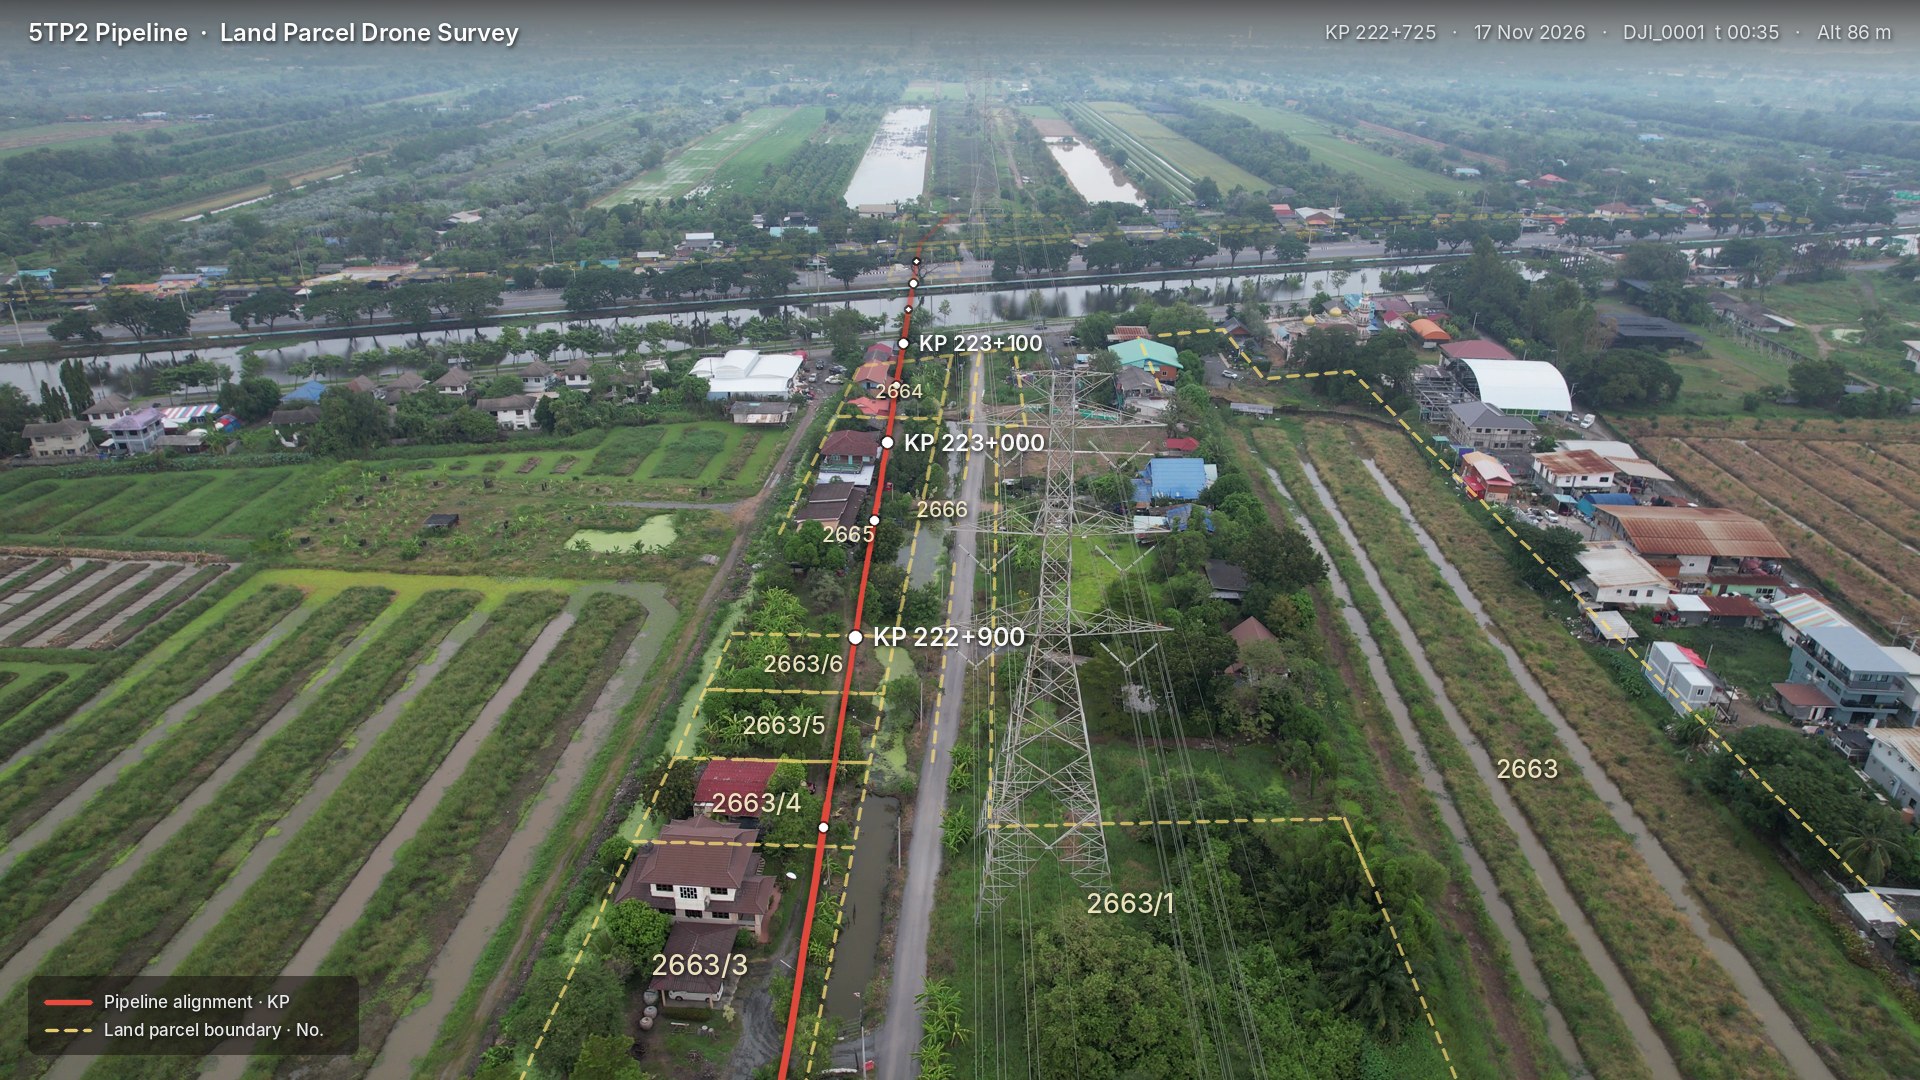 5TP2 Pipeline · Land Parcel Drone Survey
KP 222+725 · 17 Nov 2026 · DJI_0001 t 00:35 · Alt 86 m
KP 223+100
2664
KP 223+000
2666
2665
KP 222+900
2663/6
2663/5
2663
2663/4
2663/1
2663/3
Pipeline alignment · KP
Land parcel boundary · No.